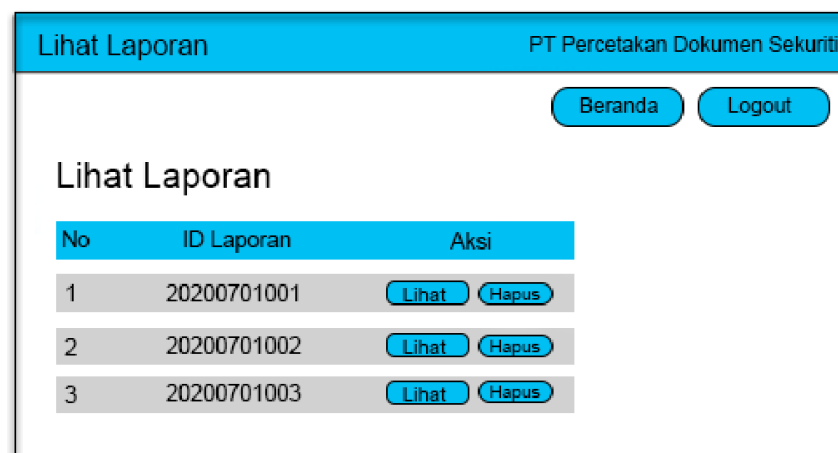 Lihat Laporan PT Percetakan Dokumen Sekuriti
Beranda Logout
Lihat Laporan
No ID Laporan Aksi
1 20200701001 Lihat Hapus
2 20200701002 Lihat Hapus
3 20200701003 Lihat Hapus